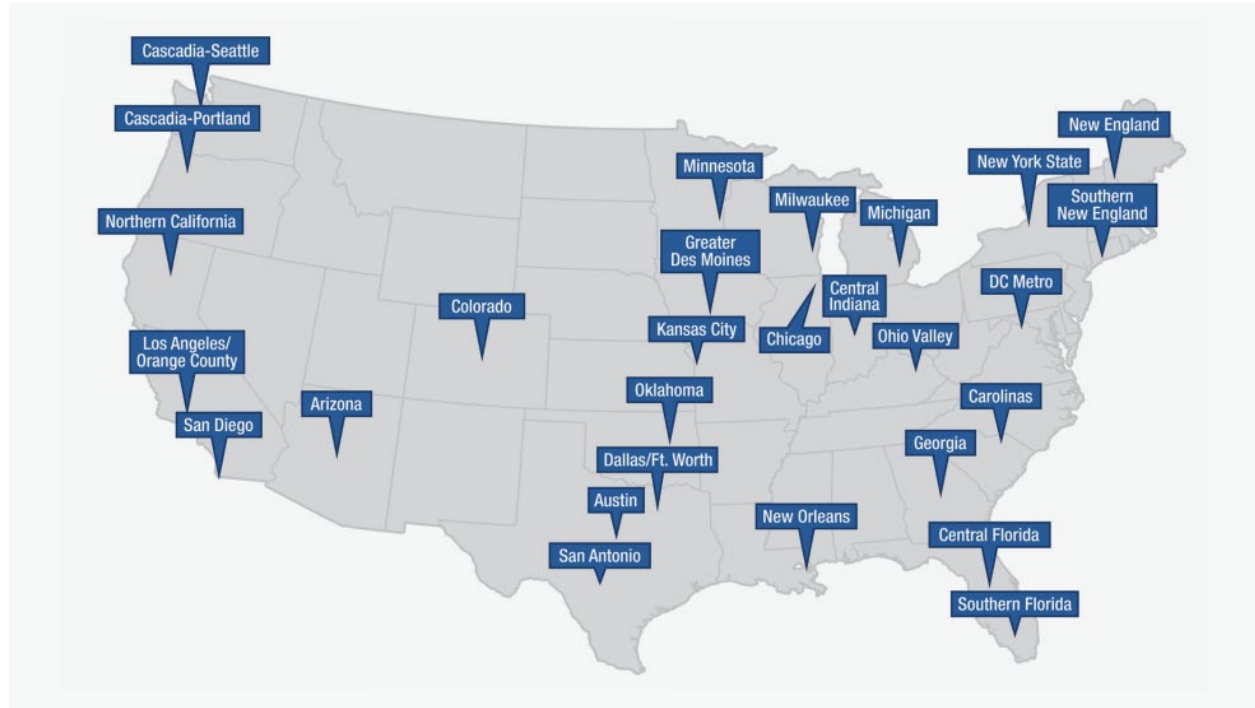 Cascadia-Seattle
Cascadia-Portland
New England
New York State
Minnesota
Milwaukee
Michigan
Southern
New England
Northern California
Greater
Des Moines
DC Metro
Central
Indiana
Colorado
Kansas City
Chicago
Ohio Valley
Los Angeles/
Orange County
Oklahoma
Carolinas
Arizona
San Diego
Georgia
Dallas/Ft. Worth
Austin
New Orleans
Central Florida
San Antonio
Southern Florida